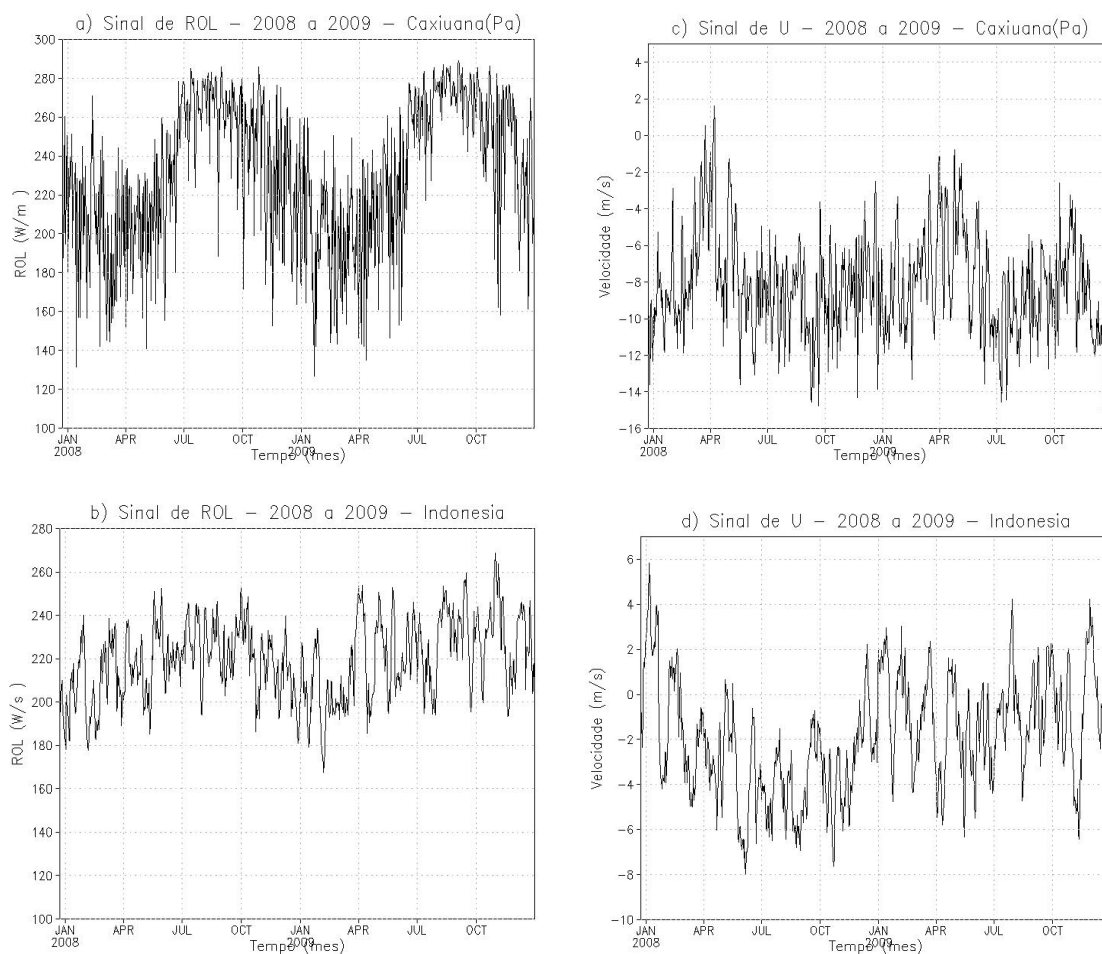 a) Sinal de ROL – 2008 a 2009 – Caxiuana(Pa)
300
280
260
240
220
200
180
160
140
120
100
ROL (W/m )
JAN APR JUL OCT JAN APR JUL OCT
2008 2009
Tempo (mes)
c) Sinal de U – 2008 a 2009 – Caxiuana(Pa)
4
2
0
−2
−4
−6
−8
−10
−12
−14
−16
Velocidade (m/s)
JAN APR JUL OCT JAN APR JUL OCT
2008 2009
Tempo (mes)
b) Sinal de ROL – 2008 a 2009 – Indonesia
280
260
240
220
200
180
160
140
120
100
ROL (W/s )
JAN APR JUL OCT JAN APR JUL OCT
2008 2009
Tempo (mes)
d) Sinal de U – 2008 a 2009 – Indonesia
6
4
2
0
−2
−4
−6
−8
−10
Velocidade (m/s)
JAN APR JUL OCT JAN APR JUL OCT
2008 2009
Tempo (mes)